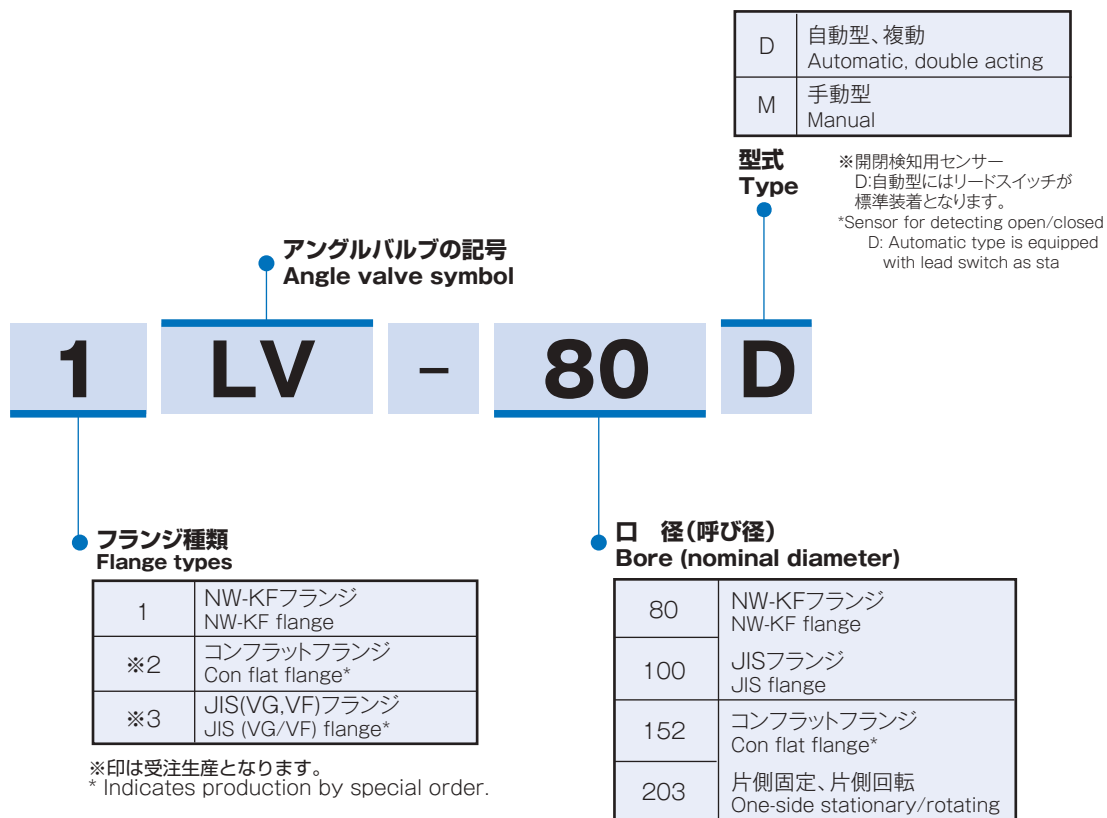 D
自動型、複動
Automatic, double acting
M
手動型
Manual
型式
Type
※開閉検知用センサー
D:自動型にはリードスイッチが
標準装着となります。
*Sensor for detecting open/closed
D: Automatic type is equipped
with lead switch as sta
アングルバルブの記号
Angle valve symbol
1 LV - 80 D
フランジ種類
Flange types
1
NW-KFフランジ
NW-KF flange
※2
コンフラットフランジ
Con flat flange*
※3
JIS(VG,VF)フランジ
JIS (VG/VF) flange*
※印は受注生産となります。
* Indicates production by special order.
口 径(呼び径)
Bore (nominal diameter)
80
NW-KFフランジ
NW-KF flange
100
JISフランジ
JIS flange
152
コンフラットフランジ
Con flat flange*
203
片側固定、片側回転
One-side stationary/rotating